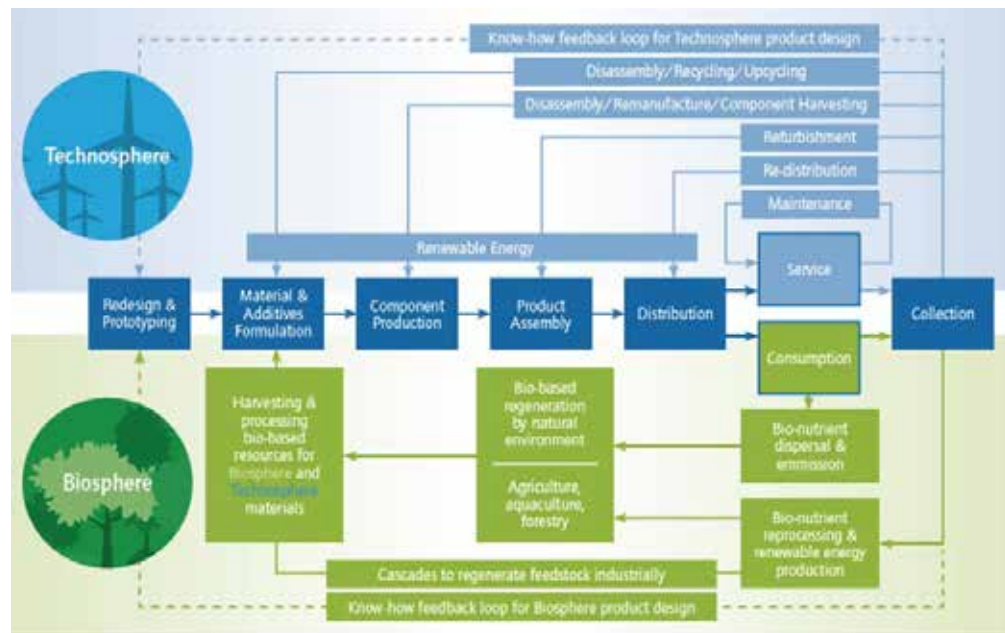 Know-how feedback loop for Technosphere product design
Disassembly/Recycling/Upcycling
Disassembly/Remanufacture/Component Harvesting
Refurbishment
Re-distribution
Maintenance
Technosphere
Renewable Energy
Redesign &
Prototyping
Material &
Additives
Formulation
Component
Production
Product
Assembly
Distribution
Service
Collection
Consumption
Harvesting &
processing
bio-based
resources for
Biosphere and
Technosphere
materials
Bio-based
regeneration
by natural
environment
Agriculture,
aquaculture,
forestry
Bio-nutrient
dispersal &
emmission
Biosphere
Bio-nutrient
reprocessing &
renewable energy
production
Cascades to regenerate feedstock industrially
Know-how feedback loop for Biosphere product design